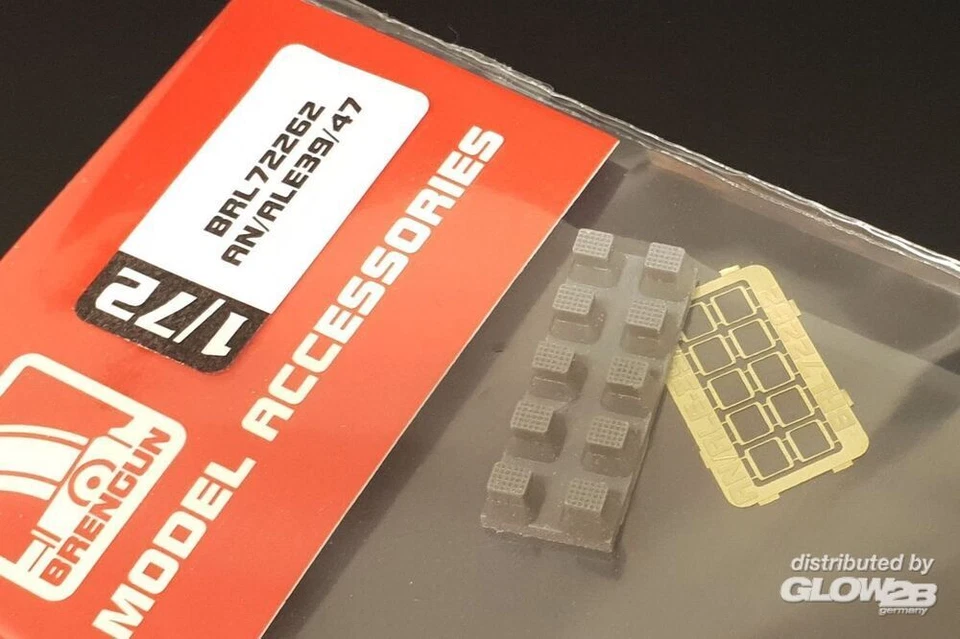 BRL72262
AN/ALE39/47
1/72
MODEL ACCESSORIES
BRENGUN
distributed by
GLOW2B
germany